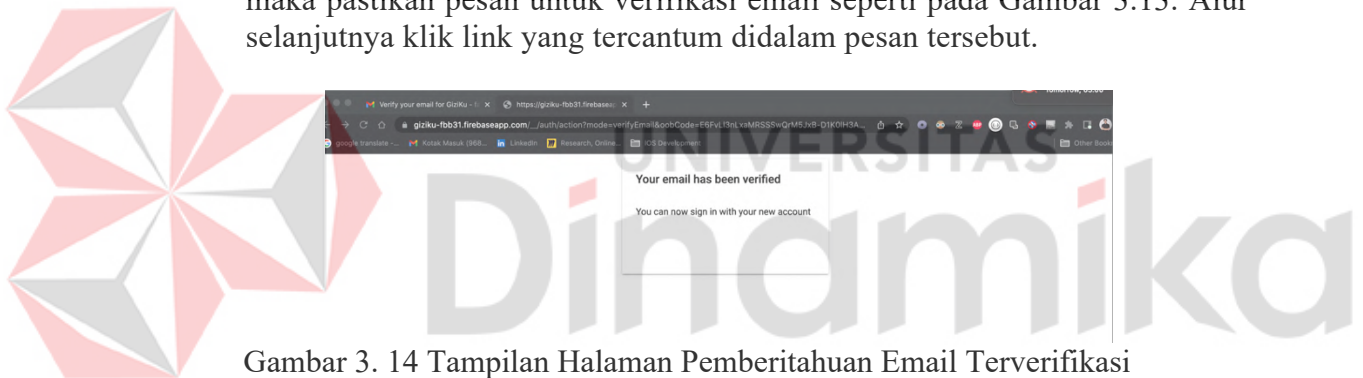 maka pastikan pesan untuk verifikasi email seperti pada Gambar 3.13. Alur
selanjutnya klik link yang tercantum didalam pesan tersebut.
Verify your email for GiziKu - https://giziku-fbb31.firebaseap
giziku-fbb31.firebaseapp.com/__/auth/action?mode=verifyEmail&oobCode=
google translate -... Kotak Masuk (968... LinkedIn Research, Online... IOS Development Other Books
UNIVERSITAS
Dinamika
Your email has been verified
You can now sign in with your new account
Gambar 3. 14 Tampilan Halaman Pemberitahuan Email Terverifikasi